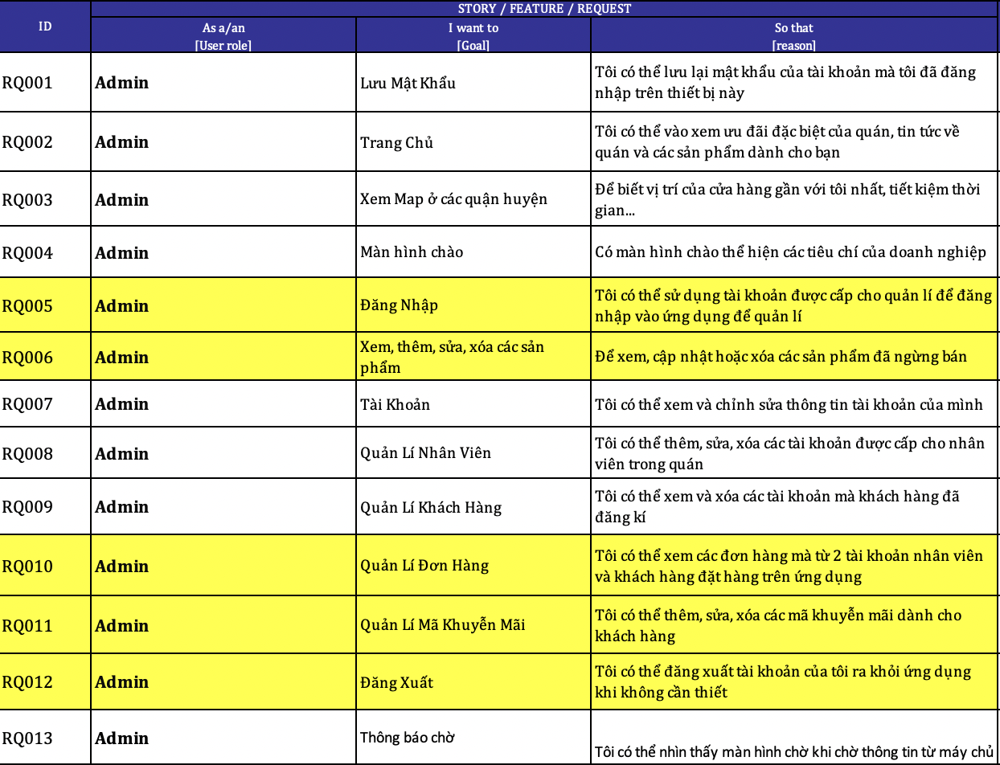 STORY / FEATURE / REQUEST
ID
As a/an
[User role]
I want to
[Goal]
So that
[reason]
RQ001
Admin
Lưu Mật Khẩu
Tôi có thể lưu lại mật khẩu của tài khoản mà tôi đã đăng
nhập trên thiết bị này
RQ002
Admin
Trang Chủ
Tôi có thể vào xem ưu đãi đặc biệt của quán, tin tức về
quán và các sản phẩm dành cho bạn
RQ003
Admin
Xem Map ở các quận huyện
Để biết vị trí của cửa hàng gần với tôi nhất, tiết kiệm thời
gian...
RQ004
Admin
Màn hình chào
Có màn hình chào thể hiện các tiêu chí của doanh nghiệp
RQ005
Admin
Đăng Nhập
Tôi có thể sử dụng tài khoản được cấp cho quản lí để đăng
nhập vào ứng dụng để quản lí
RQ006
Admin
Xem, thêm, sửa, xóa các sản
phẩm
Để xem, cập nhật hoặc xóa các sản phẩm đã ngừng bán
RQ007
Admin
Tài Khoản
Tôi có thể xem và chỉnh sửa thông tin tài khoản của mình
RQ008
Admin
Quản Lí Nhân Viên
Tôi có thể thêm, sửa, xóa các tài khoản được cấp cho nhân
viên trong quán
RQ009
Admin
Quản Lí Khách Hàng
Tôi có thể xem và xóa các tài khoản mà khách hàng đã
đăng kí
RQ010
Admin
Quản Lí Đơn Hàng
Tôi có thể xem các đơn hàng mà từ 2 tài khoản nhân viên
và khách hàng đặt hàng trên ứng dụng
RQ011
Admin
Quản Lí Mã Khuyễn Mãi
Tôi có thể thêm, sửa, xóa các mã khuyễn mãi dành cho
khách hàng
RQ012
Admin
Đăng Xuất
Tôi có thể đăng xuất tài khoản của tôi ra khỏi ứng dụng
khi không cần thiết
RQ013
Admin
Thông báo chờ
Tôi có thể nhìn thấy màn hình chờ khi chờ thông tin từ máy chủ